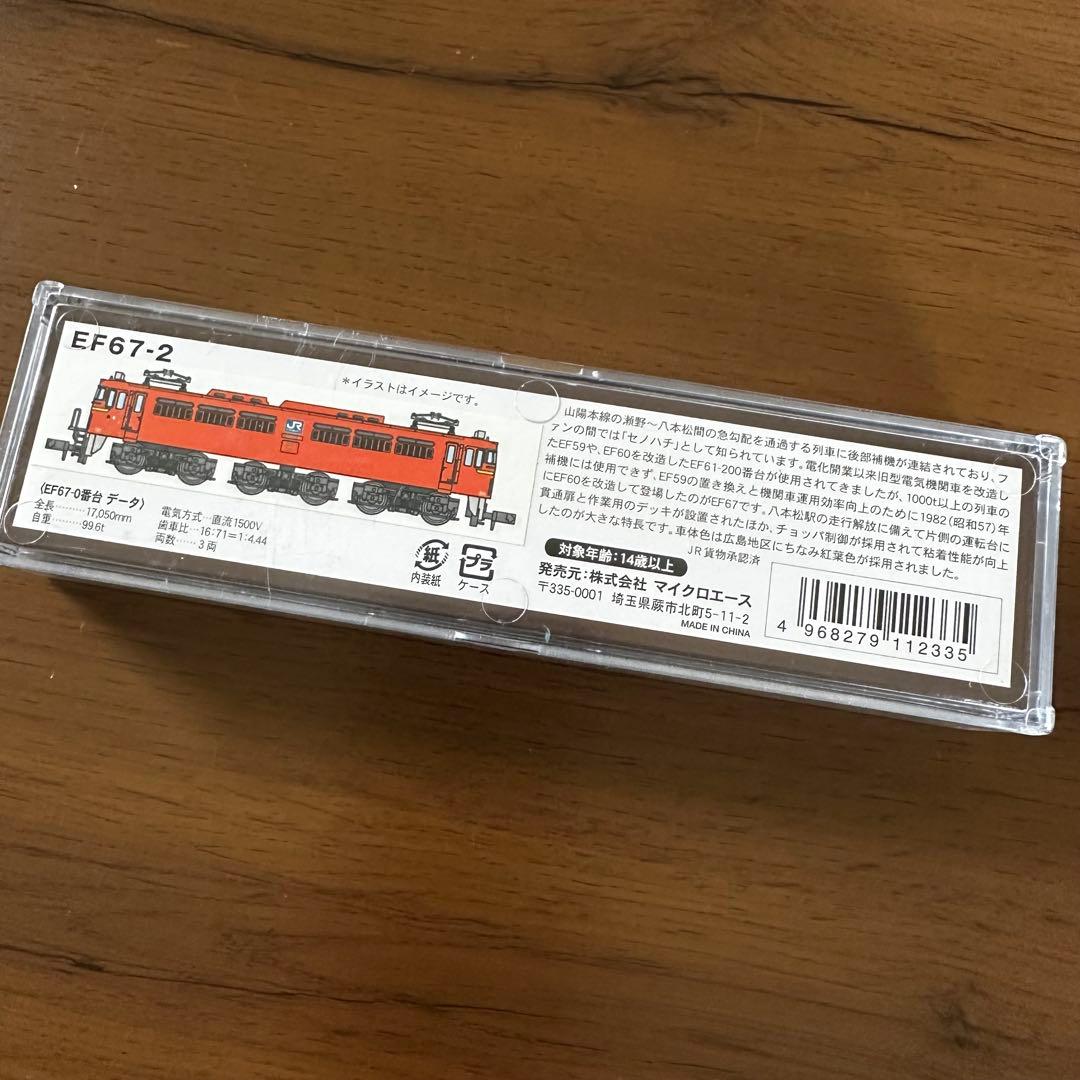 EF67-2
*イラストはイメージです。
JR
〈EF67-0番台 データ〉
全長………17,050mm
自重…………99.6t
電気方式…直流1500V
歯車比…16:71=1:4.44
両数……3両
紙
内装紙
プラ
ケース
山陽本線の瀬野〜八本松間の急勾配を通過する列車に後部補機が連結されており、フ
ァンの間では「セノハチ」として知られています。電化開業以来旧型電気機関車を改造し
たEF59や、EF60を改造したEF61-200番台が使用されてきましたが、1000t以上の列車の
補機には使用できず、EF59の置き換えと機関車運用効率向上のために1982(昭和57)年
にEF60を改造して登場したのがEF67です。八本松駅の走行解放に備えて片側の運転台に
貫通扉と作業用のデッキが設置されたほか、チョッパ制御が採用されて粘着性能が向上
したのが大きな特長です。車体色は広島地区にちなみ紅葉色が採用されました。
対象年齢:14歳以上
JR貨物承認済
発売元:株式会社 マイクロエース
〒335-0001 埼玉県蕨市北町5-11-2
MADE IN CHINA
4 968279 112335